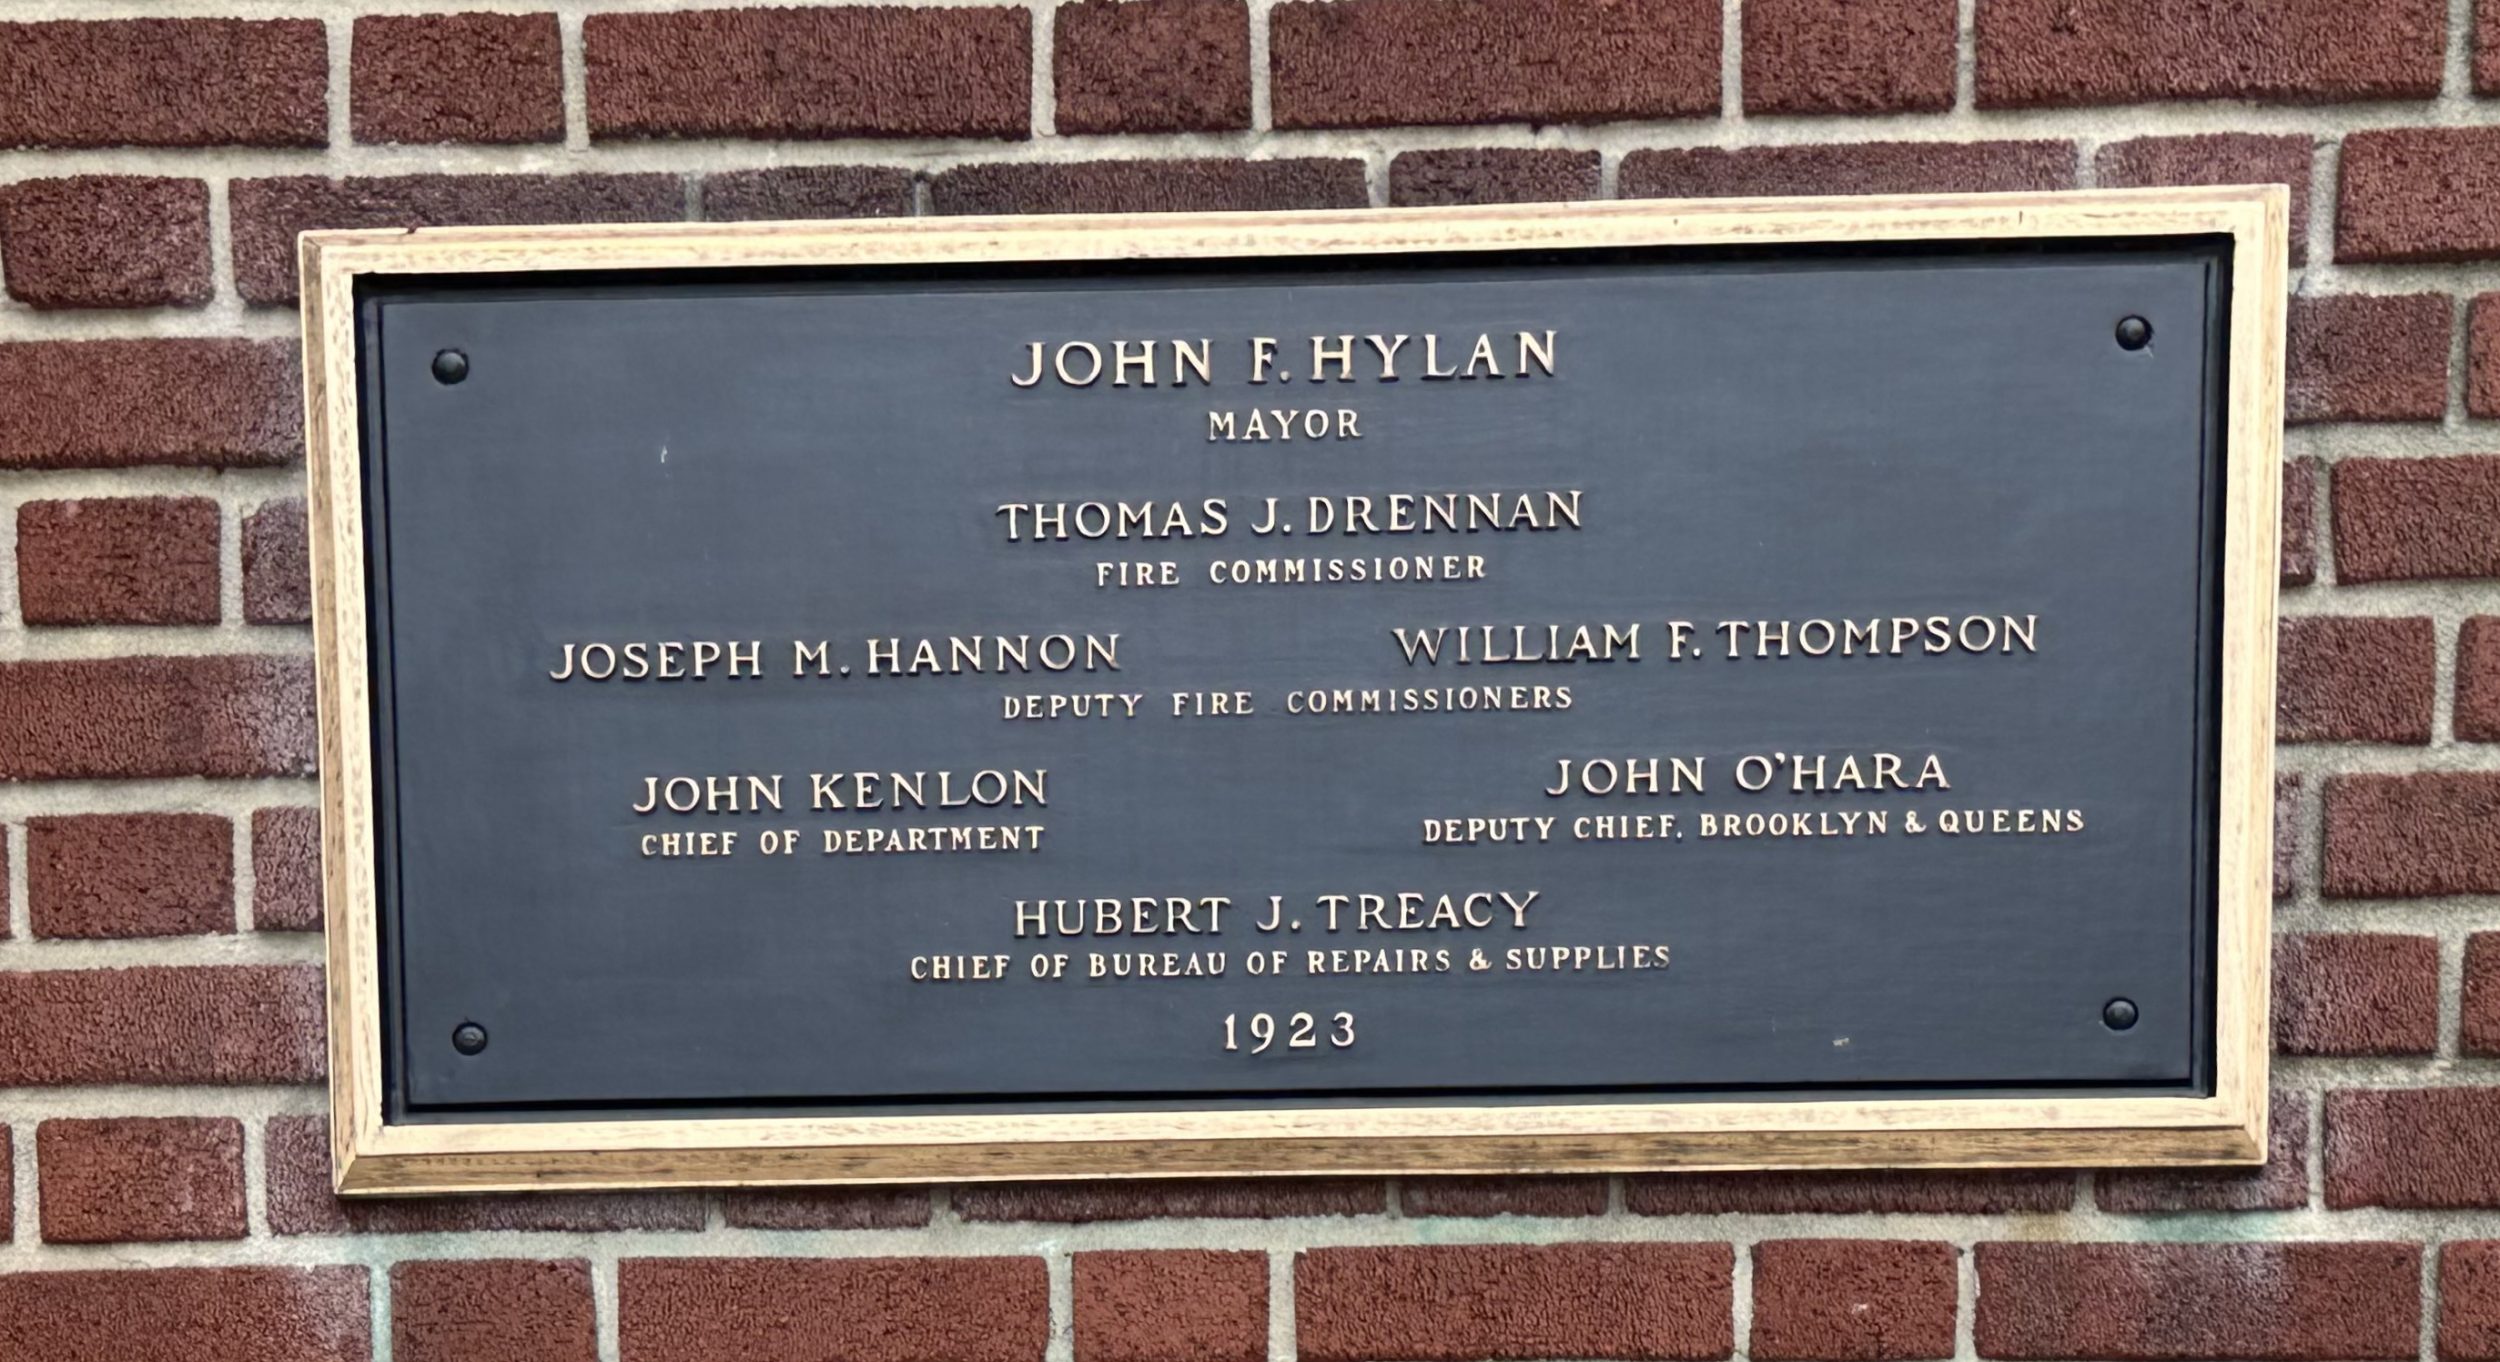 JOHN F. HYLAN
MAYOR
THOMAS J. DRENNAN
FIRE COMMISSIONER
JOSEPH M. HANNON WILLIAM F. THOMPSON
DEPUTY FIRE COMMISSIONERS
JOHN KENLON JOHN O'HARA
CHIEF OF DEPARTMENT DEPUTY CHIEF. BROOKLYN & QUEENS
HUBERT J. TREACY
CHIEF OF BUREAU OF REPAIRS & SUPPLIES
1923